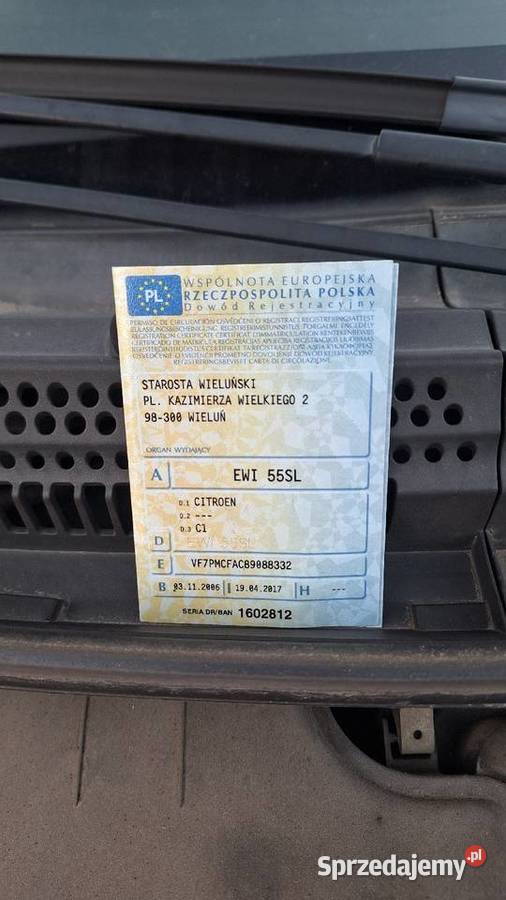 PL
WSPÓLNOTA EUROPEJSKA
RZECZPOSPOLITA POLSKA
Dowód Rejestracyjny
STAROSTA WIELUŃSKI
PL. KAZIMIERZA WIELKIEGO 2
98-300 WIELUŃ
ORGAN WYDAJĄCY
A EWI 55SL
D.1 CITROEN
D.2 ---
D.3 C1
D EWI 55SL
E VF7PMCFAC89088332
B 03.11.2006 I 19.04.2017 H ---
SERIA DR/BAN 1602812
Sprzedajemy.pl